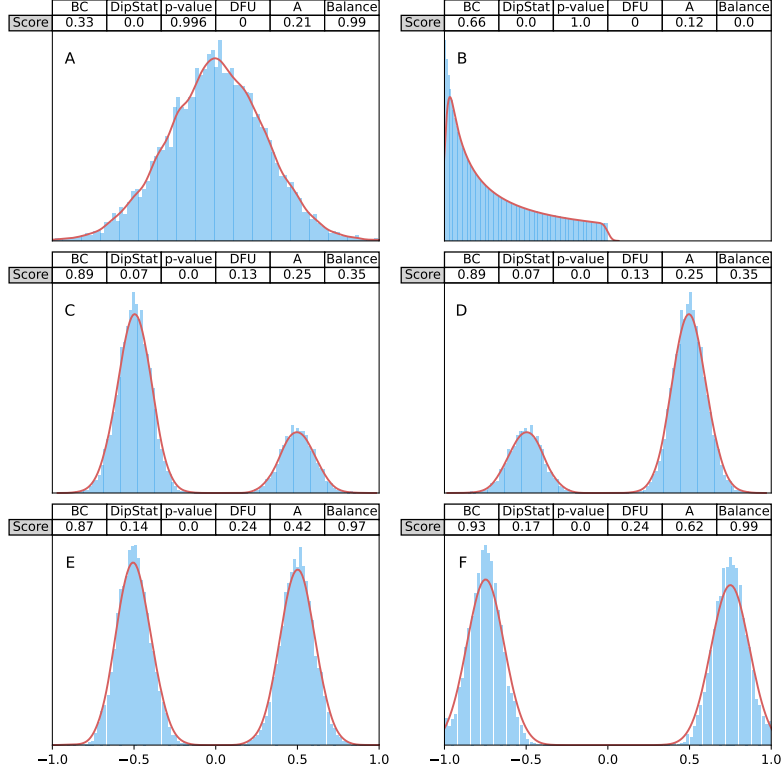 BC DipStat p-value DFU A Balance BC DipStat p-value DFU A Balance
Score 0.33 0.0 0.996 0 0.21 0.99 Score 0.66 0.0 1.0 0 0.12 0.0
A B
BC DipStat p-value DFU A Balance BC DipStat p-value DFU A Balance
Score 0.89 0.07 0.0 0.13 0.25 0.35 Score 0.89 0.07 0.0 0.13 0.25 0.35
C D
BC DipStat p-value DFU A Balance BC DipStat p-value DFU A Balance
Score 0.87 0.14 0.0 0.24 0.42 0.97 Score 0.93 0.17 0.0 0.24 0.62 0.99
E F
−1.0 −0.5 0.0 0.5 1.0 −1.0 −0.5 0.0 0.5 1.0